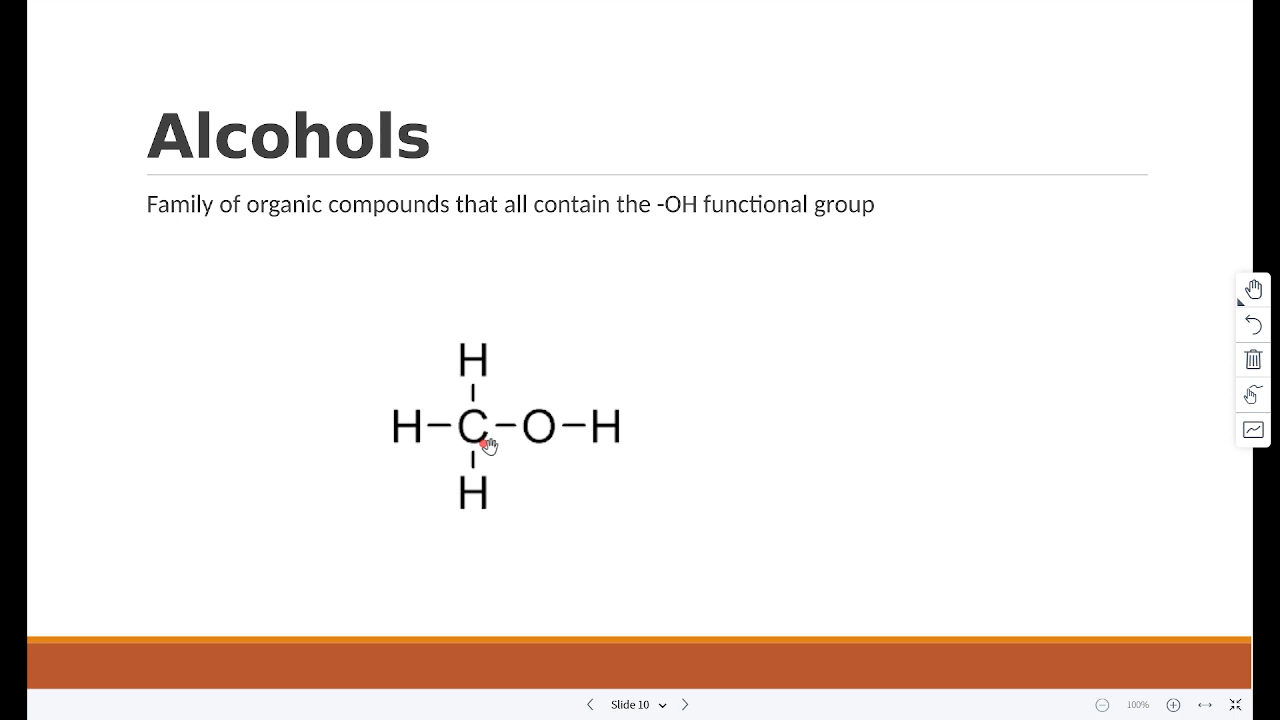 Alcohols
Family of organic compounds that all contain the -OH functional group
H
H-C-O-H
H
Slide 10
100%